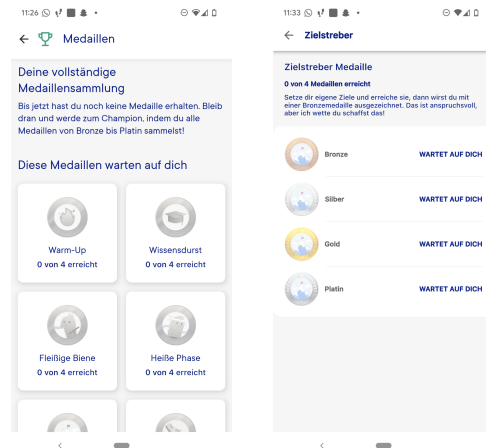 11:26
Medaillen
Deine vollständige
Medaillensammlung
Bis jetzt hast du noch keine Medaille erhalten. Bleib
dran und werde zum Champion, indem du alle
Medaillen von Bronze bis Platin sammelst!
Diese Medaillen warten auf dich
Warm-Up
0 von 4 erreicht
Wissensdurst
0 von 4 erreicht
Fleißige Biene
0 von 4 erreicht
Heiße Phase
0 von 4 erreicht
11:33
Zielstreber
Zielstreber Medaille
0 von 4 Medaillen erreicht
Setze dir eigene Ziele und erreiche sie, dann wirst du mit
einer Bronzemedaille ausgezeichnet. Das ist anspruchsvoll,
aber ich wette du schaffst das!
Bronze WARTET AUF DICH
Silber WARTET AUF DICH
Gold WARTET AUF DICH
Platin WARTET AUF DICH